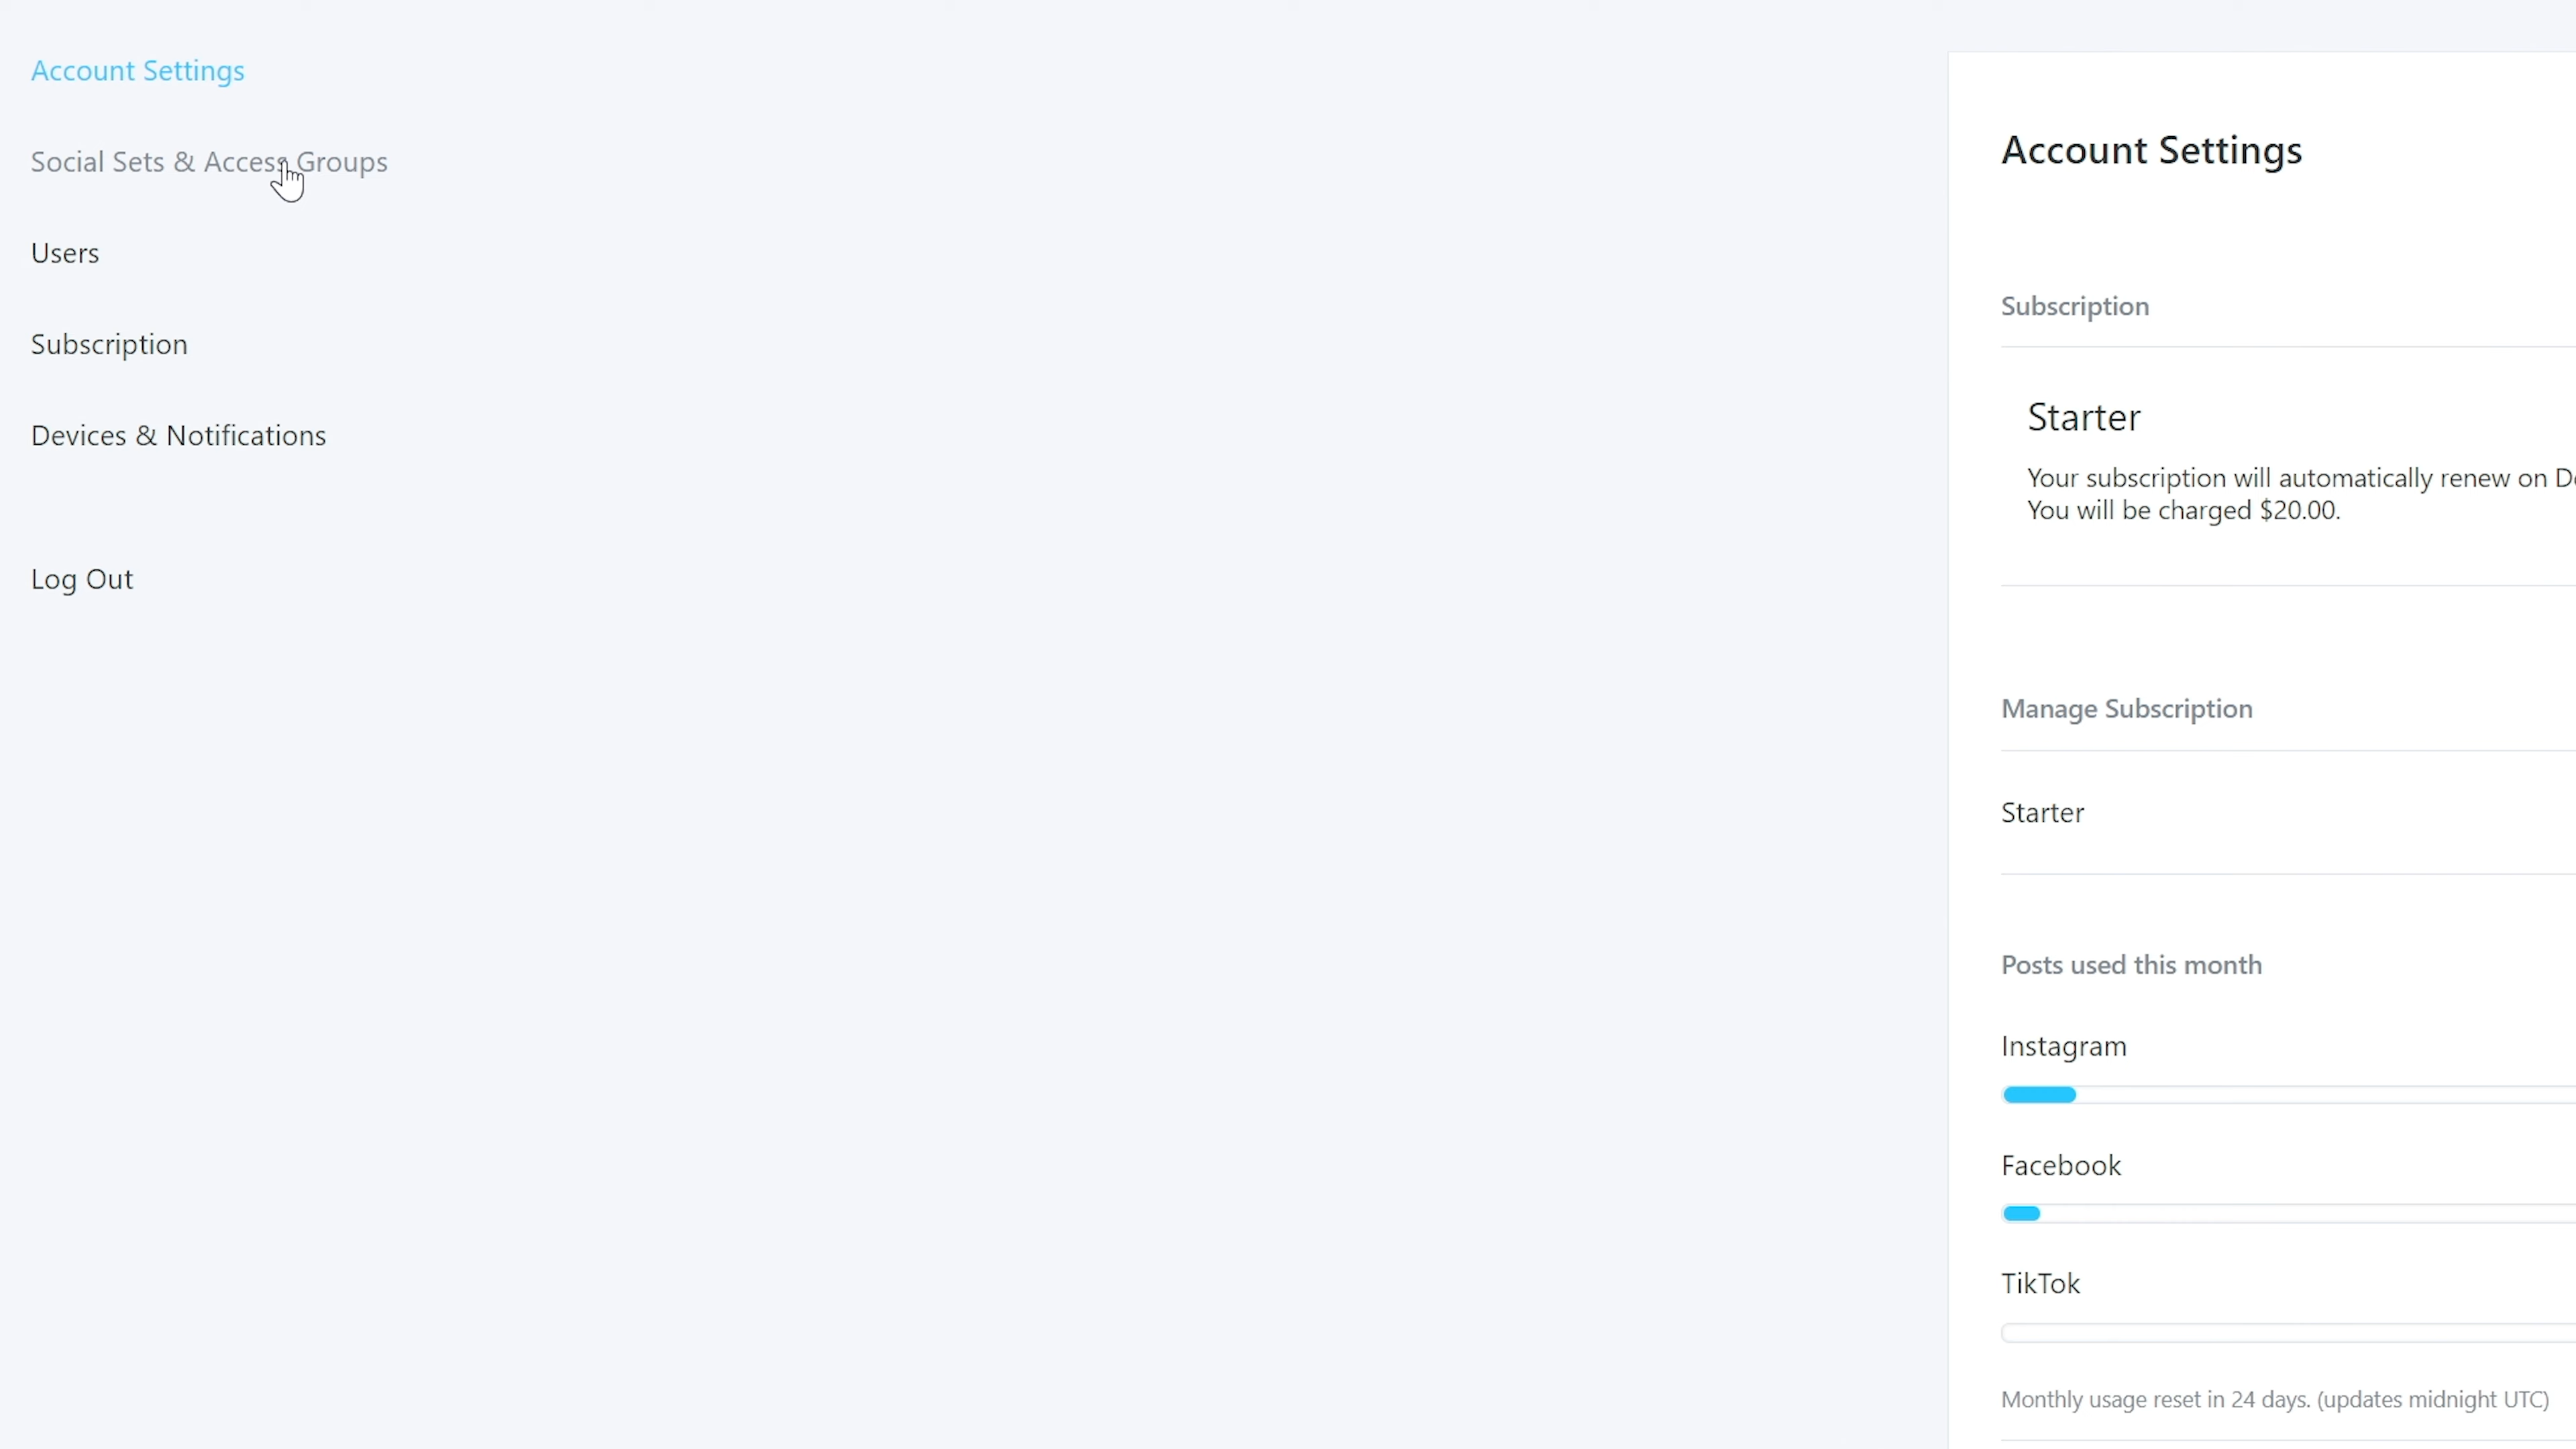 Account Settings
Social Sets & Access Groups
Users
Subscription
Devices & Notifications
Log Out
Account Settings
Subscription
Starter
Your subscription will automatically renew on
You will be charged $20.00.
Manage Subscription
Starter
Posts used this month
Instagram
Facebook
TikTok
Monthly usage reset in 24 days. (updates midnight UTC)